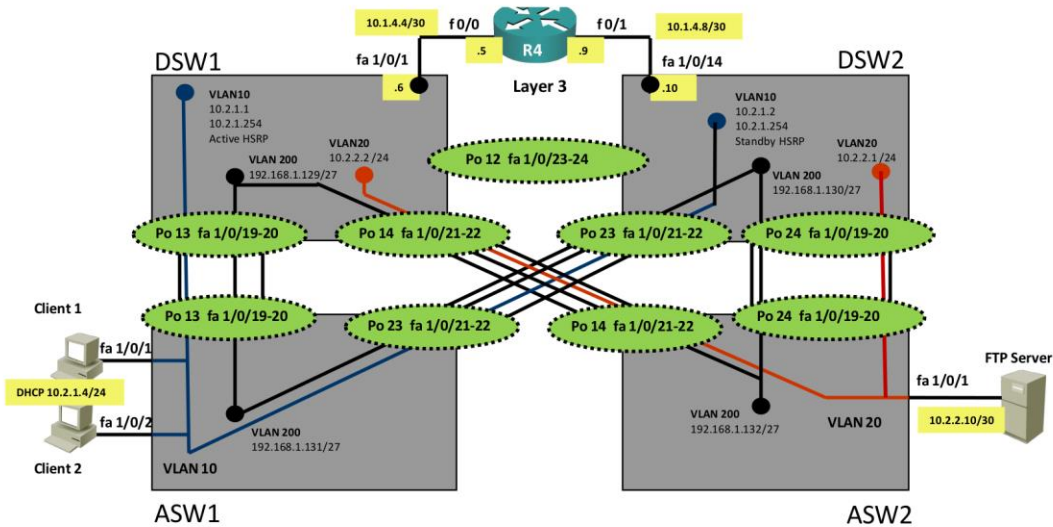 10.1.4.4/30
f 0/0
f 0/1
10.1.4.8/30
R4
.5
.9
DSW1
DSW2
fa 1/0/1
Layer 3
fa 1/0/14
.6
.10
VLAN10
10.2.1.1
10.2.1.254
Active HSRP
VLAN10
10.2.1.2
10.2.1.254
Standby HSRP
VLAN20
10.2.2.2 /24
VLAN 200
192.168.1.129/27
Po 12 fa 1/0/23-24
VLAN20
10.2.2.1 /24
VLAN 200
192.168.1.130/27
Po 13 fa 1/0/19-20
Po 14 fa 1/0/21-22
Po 23 fa 1/0/21-22
Po 24 fa 1/0/19-20
Po 13 fa 1/0/19-20
Po 23 fa 1/0/21-22
Po 14 fa 1/0/21-22
Po 24 fa 1/0/19-20
Client 1
fa 1/0/1
DHCP 10.2.1.4/24
fa 1/0/2
Client 2
FTP Server
fa 1/0/1
10.2.2.10/30
VLAN 200
192.168.1.131/27
VLAN 10
VLAN 200
192.168.1.132/27
VLAN 20
ASW1
ASW2